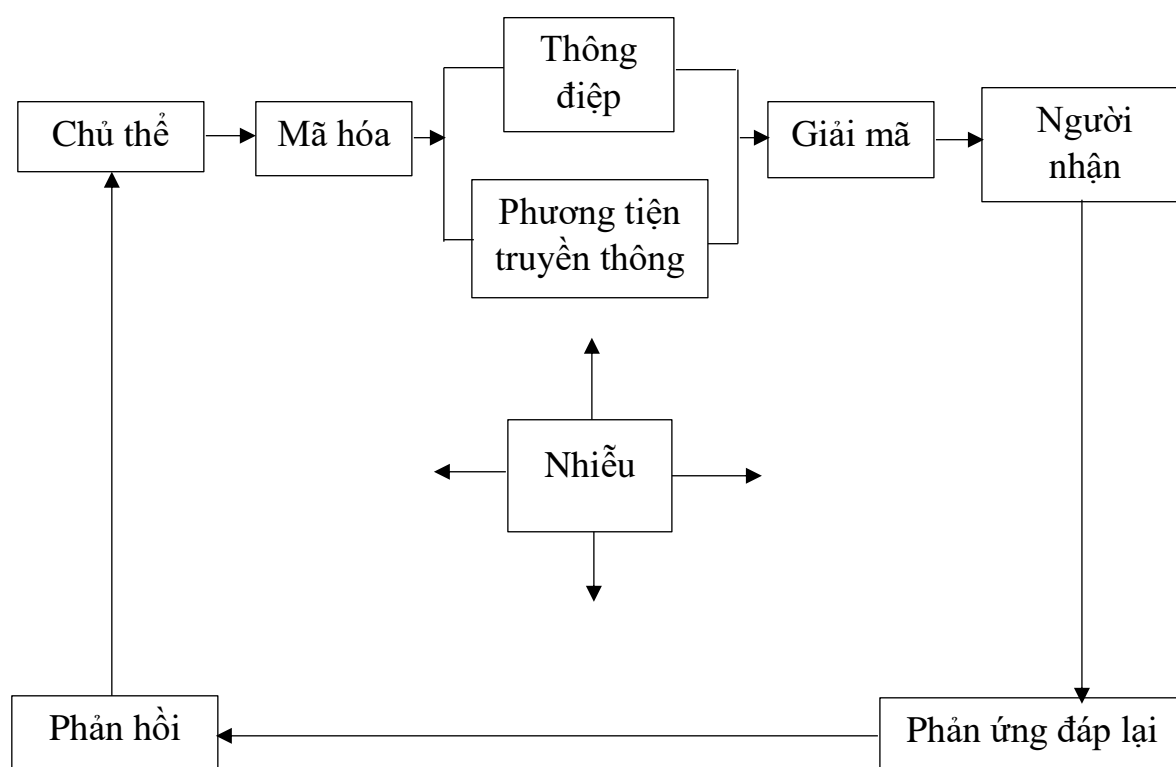 Thông
điệp
Chủ thể
Mã hóa
Giải mã
Người
nhận
Phương tiện
truyền thông
Nhiễu
Phản hồi
Phản ứng đáp lại